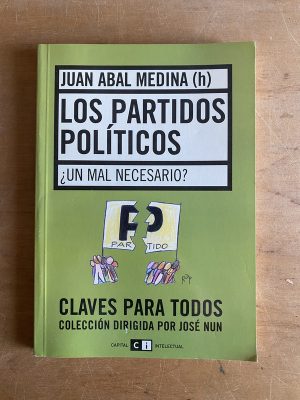 JUAN ABAL MEDINA (h)
LOS PARTIDOS
POLÍTICOS
¿UN MAL NECESARIO?
P P
PAR TIDO
CLAVES PARA TODOS
COLECCIÓN DIRIGIDA POR JOSÉ NUN
CAPITAL Ci INTELECTUAL